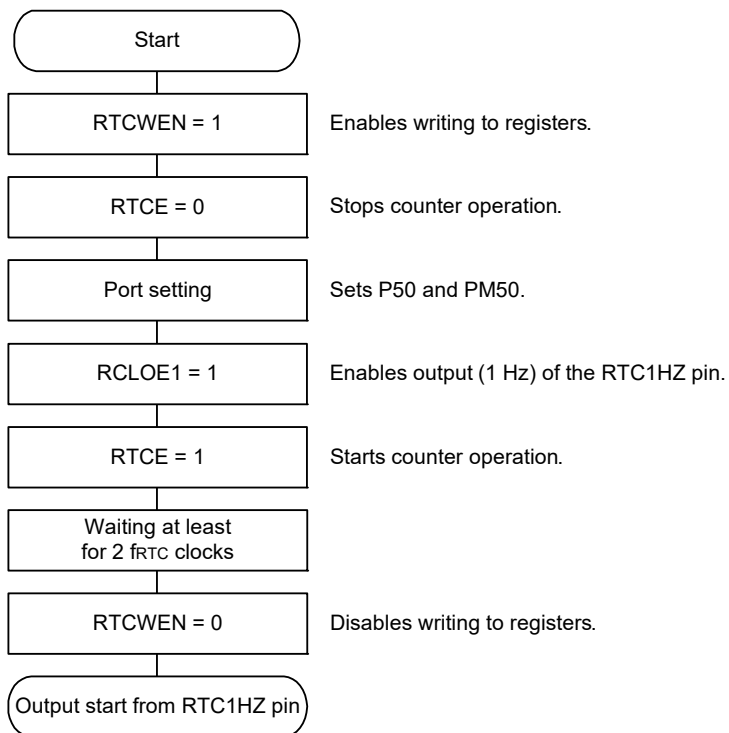 Start
RTCWEN = 1
Enables writing to registers.
RTCE = 0
Stops counter operation.
Port setting
Sets P50 and PM50.
RCLOE1 = 1
Enables output (1 Hz) of the RTC1HZ pin.
RTCE = 1
Starts counter operation.
Waiting at least
for 2 fRTC clocks
RTCWEN = 0
Disables writing to registers.
Output start from RTC1HZ pin